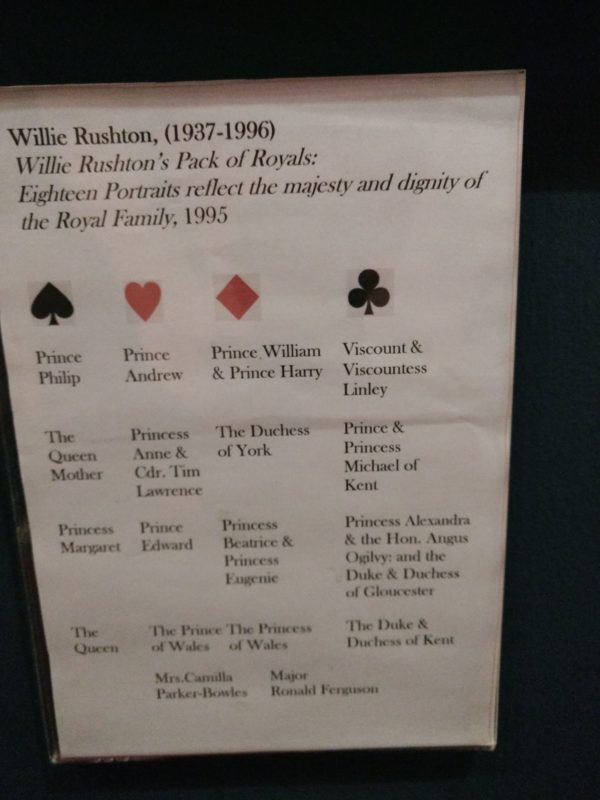 Willie Rushton, (1937-1996)
Willie Rushton's Pack of Royals:
Eighteen Portraits reflect the majesty and dignity of
the Royal Family, 1995
Prince
Philip
Prince
Andrew
Prince William
& Prince Harry
Viscount &
Viscountess
Linley
The
Queen
Mother
Princess
Anne &
Cdr. Tim
Lawrence
The Duchess
of York
Prince &
Princess
Michael of
Kent
Princess
Margaret
Prince
Edward
Princess
Beatrice &
Princess
Eugenie
Princess Alexandra
& the Hon. Angus
Ogilvy: and the
Duke & Duchess
of Gloucester
The
Queen
The Prince
of Wales
The Princess
of Wales
The Duke &
Duchess of Kent
Mrs.Camilla
Parker-Bowles
Major
Ronald Ferguson